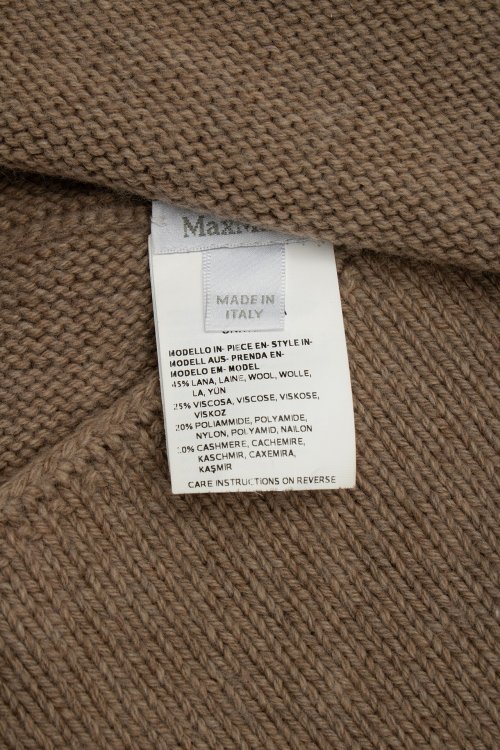 MaxM
MADE IN
ITALY
MODELLO IN- PIECE EN- STYLE IN-
MODELL AUS- PRENDA EN-
MODELO EM- MODEL
45% LANA, LAINE, WOOL, WOLLE,
LA, YÜN
25% VISCOSA, VISCOSE, VISKOSE,
VISKOZ
20% POLIAMMIDE, POLYAMIDE,
NYLON, POLYAMID, NAILON
10% CASHMERE, CACHEMIRE,
KASCHMIR, CAXEMIRA,
KAŞMİR
CARE INSTRUCTIONS ON REVERSE